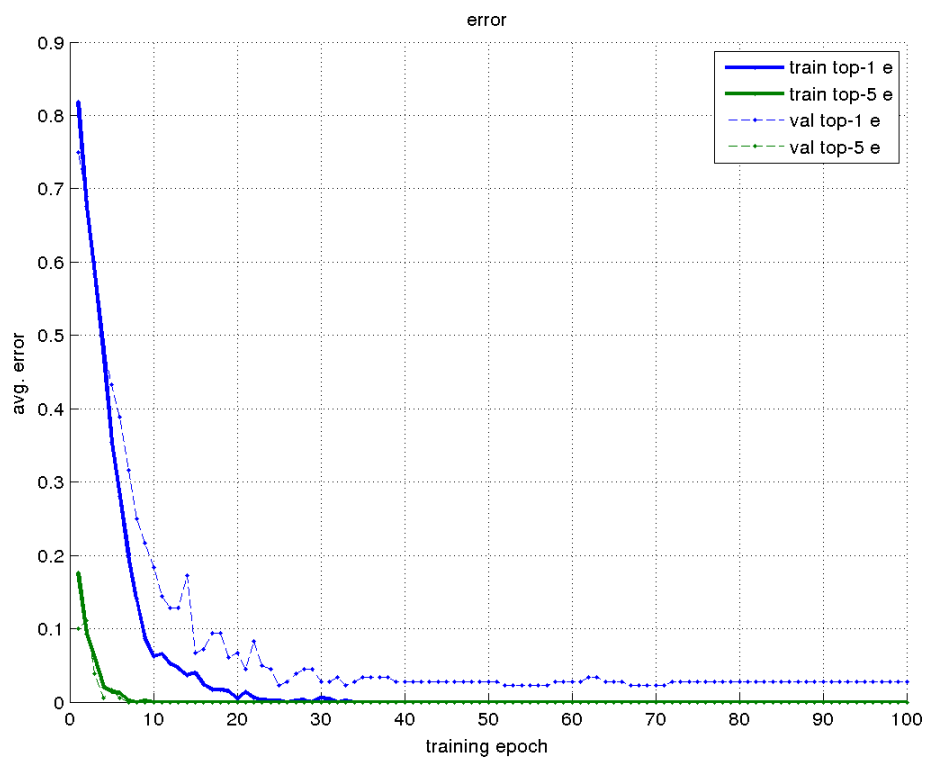 error
0.9
0.8
0.7
0.6
0.5
0.4
0.3
0.2
0.1
0
avg. error
train top-1 e
train top-5 e
val top-1 e
val top-5 e
0 10 20 30 40 50 60 70 80 90 100
training epoch